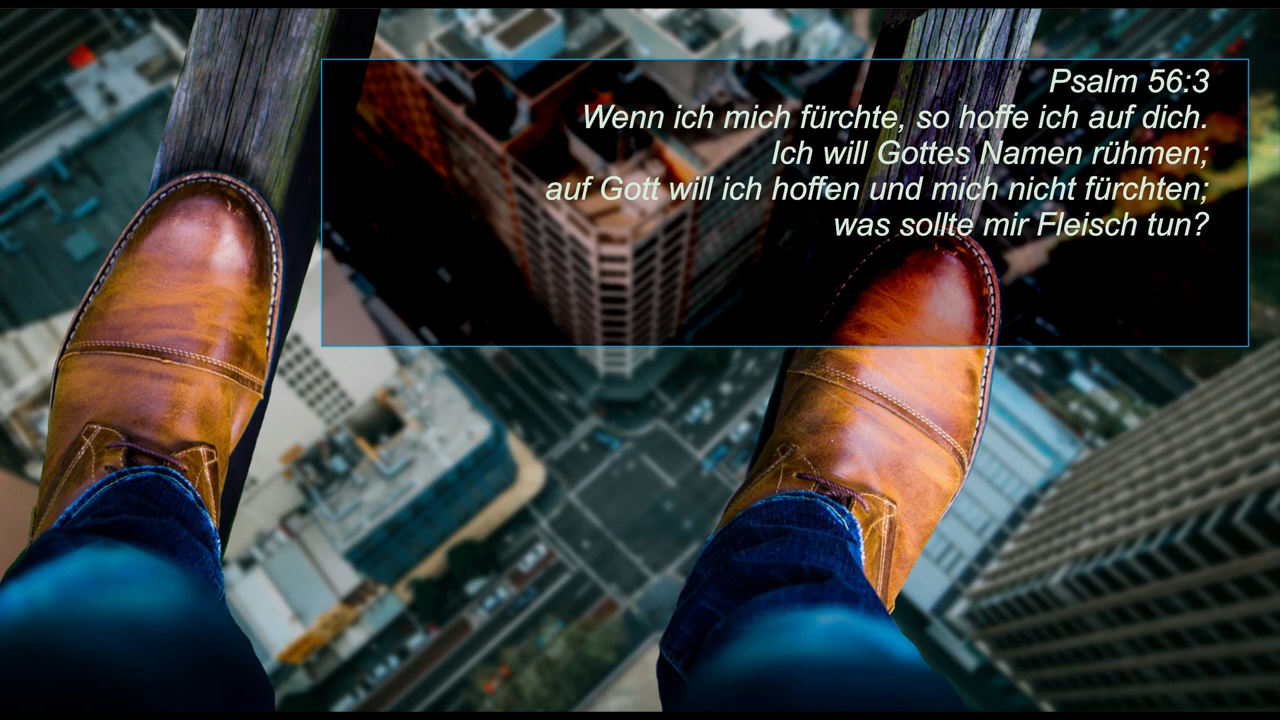 Psalm 56:3
Wenn ich mich fürchte, so hoffe ich auf dich.
Ich will Gottes Namen rühmen;
auf Gott will ich hoffen und mich nicht fürchten;
was sollte mir Fleisch tun?